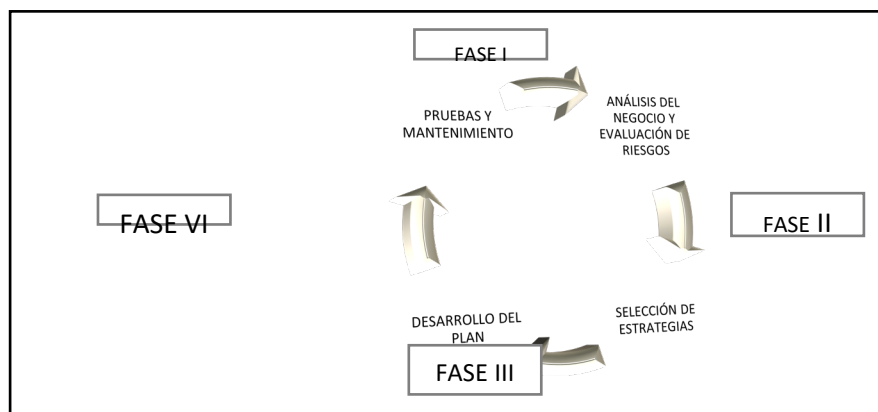 FASE I
PRUEBAS Y
MANTENIMIENTO
ANÁLISIS DEL
NEGOCIO Y
EVALUACIÓN DE
RIESGOS
FASE VI
FASE II
DESARROLLO DEL
PLAN
SELECCIÓN DE
ESTRATEGIAS
FASE III